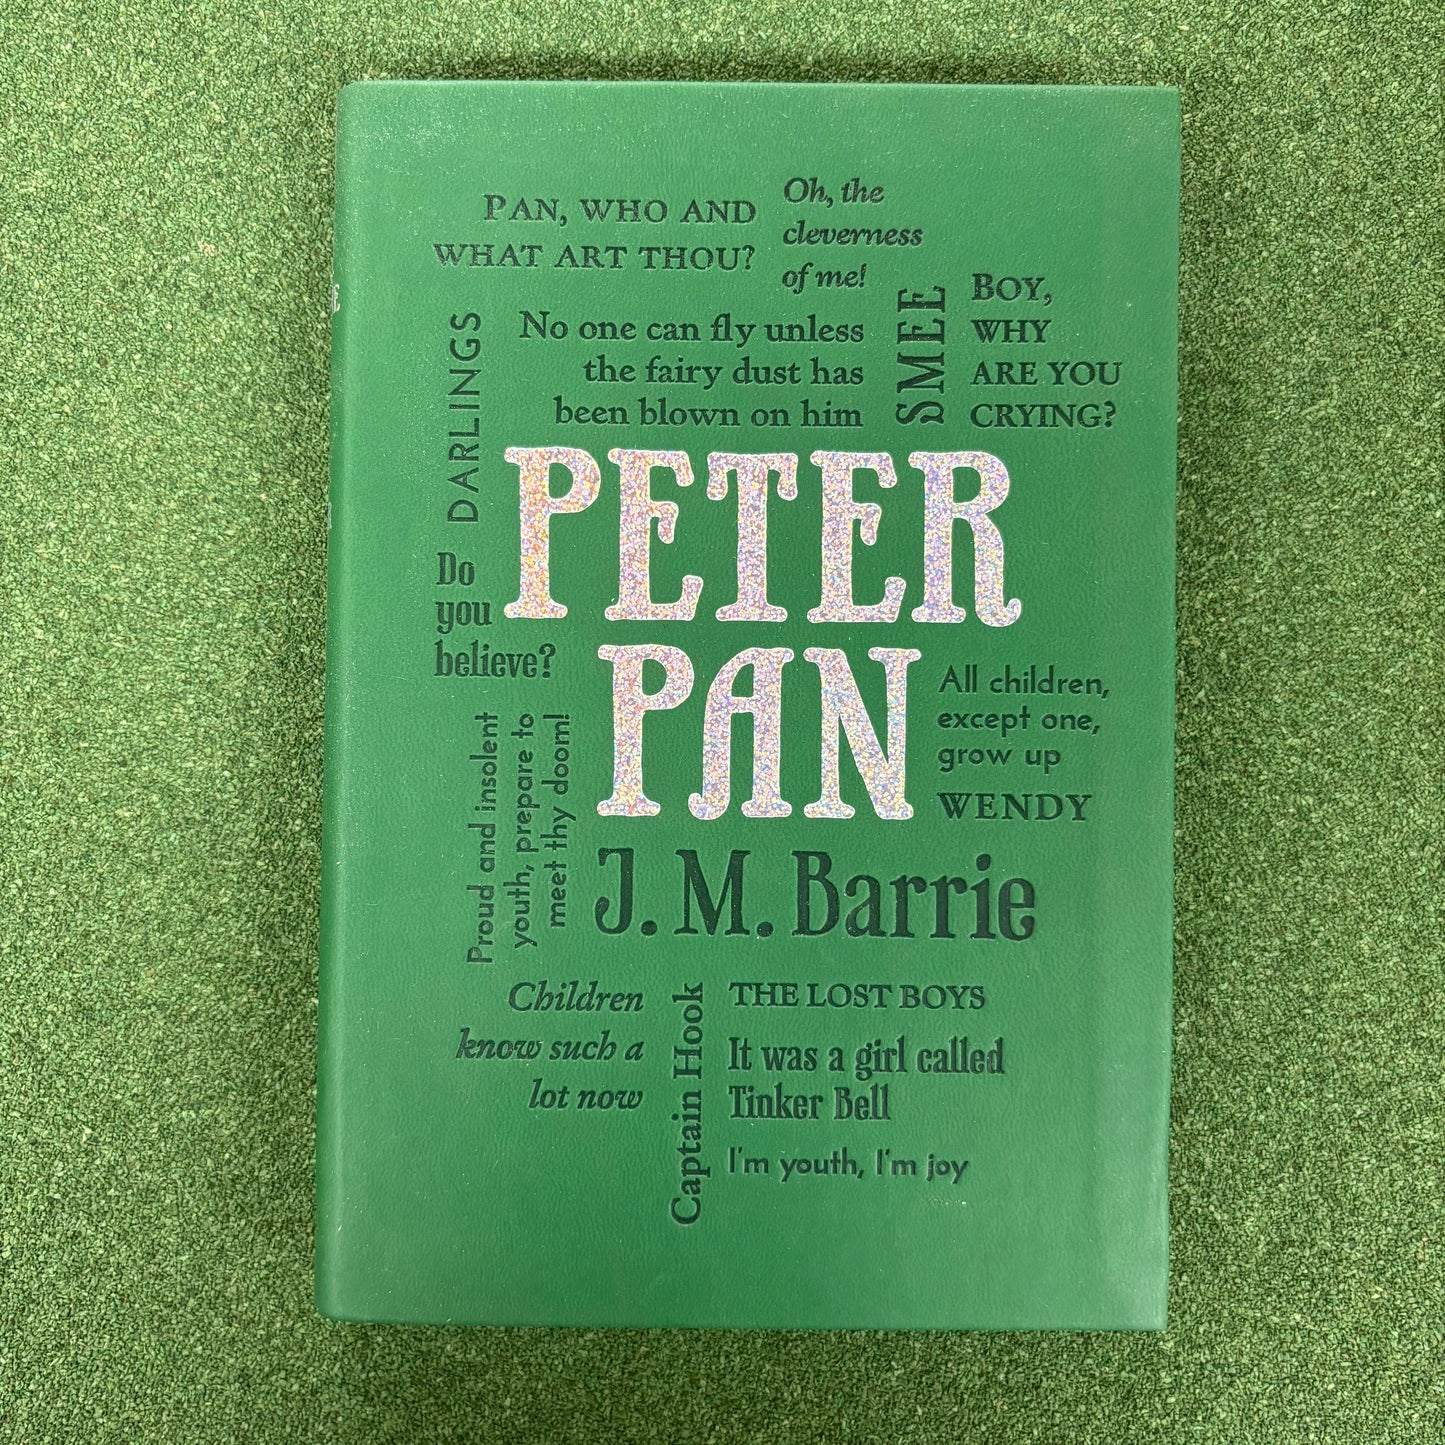 PAN, WHO AND
WHAT ART THOU?
Oh, the
cleverness
of me!
DARLINGS
No one can fly unless
the fairy dust has
been blown on him
SMEE
BOY,
WHY
ARE YOU
CRYING?
PETER
PAN
Do
you
believe?
All children,
except one,
grow up
WENDY
Proud and insolent
youth, prepare to
meet thy doom!
J. M. Barrie
Children
know such a
lot now
Captain Hook
THE LOST BOYS
It was a girl called
Tinker Bell
I'm youth, I'm joy